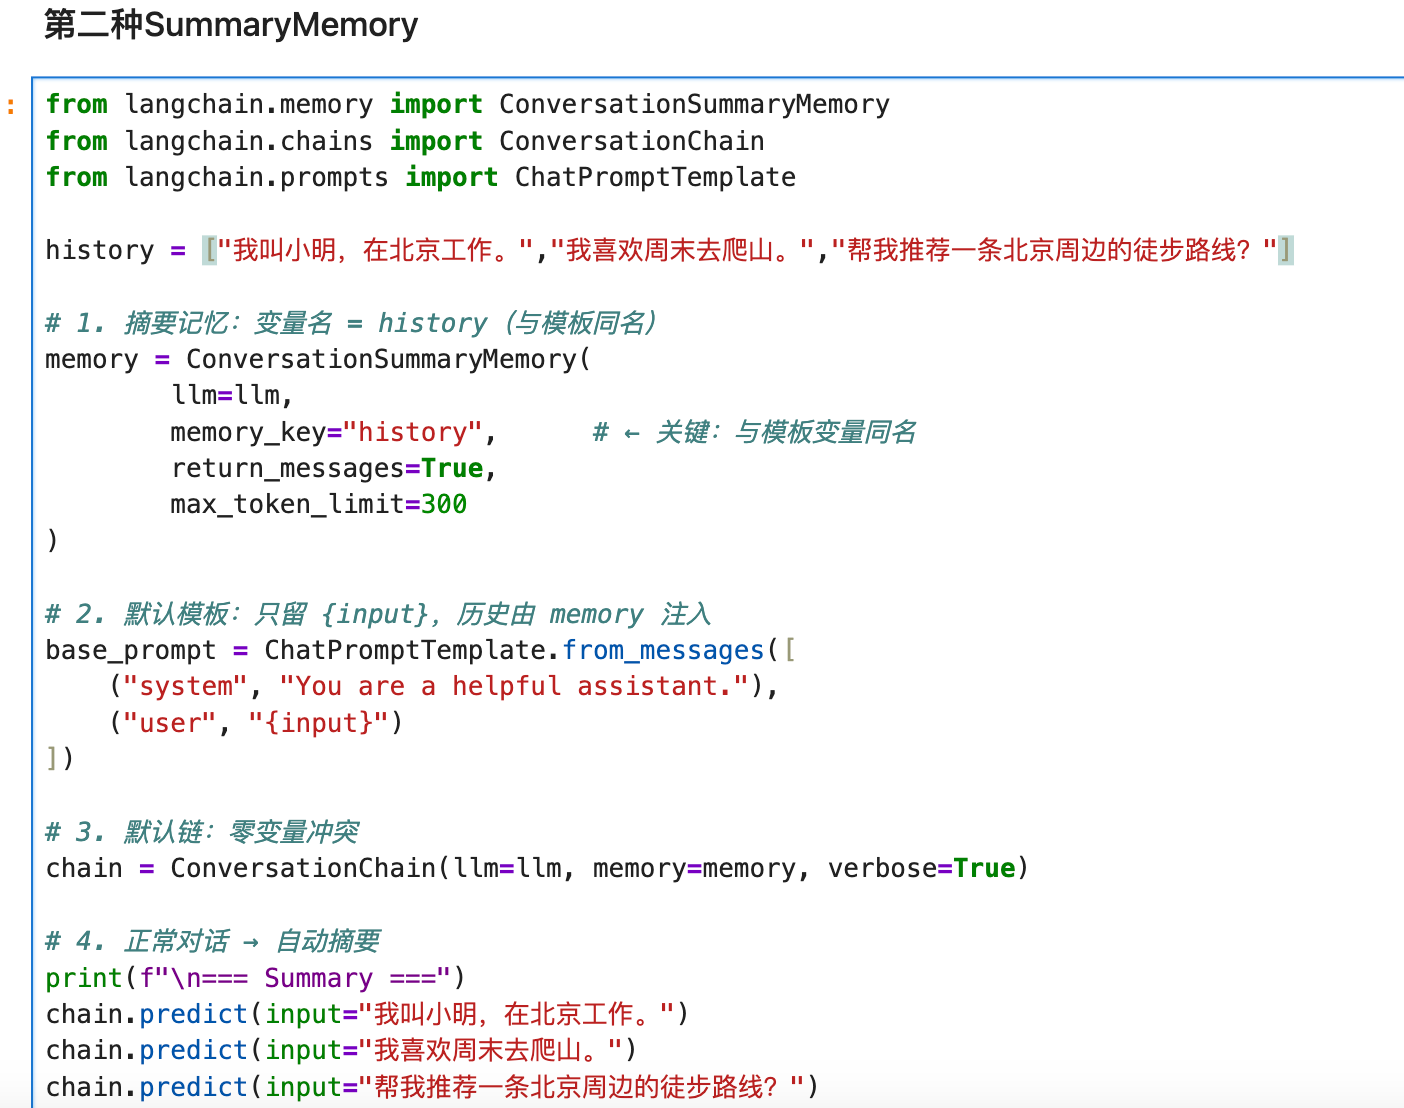 第二种SummaryMemory
:
from langchain.memory import ConversationSummaryMemory
from langchain.chains import ConversationChain
from langchain.prompts import ChatPromptTemplate
history = ["我叫小明，在北京工作。","我喜欢周末去爬山。","帮我推荐一条北京周边的徒步路线？"]
# 1. 摘要记忆：变量名 = history（与模板同名）
memory = ConversationSummaryMemory(
        llm=llm,
        memory_key="history",      # ← 关键：与模板变量同名
        return_messages=True,
        max_token_limit=300
)
# 2. 默认模板：只留 {input}，历史由 memory 注入
base_prompt = ChatPromptTemplate.from_messages([
    ("system", "You are a helpful assistant."),
    ("user", "{input}")
])
# 3. 默认链：零变量冲突
chain = ConversationChain(llm=llm, memory=memory, verbose=True)
# 4. 正常对话 → 自动摘要
print(f"\n=== Summary ===")
chain.predict(input="我叫小明，在北京工作。")
chain.predict(input="我喜欢周末去爬山。")
chain.predict(input="帮我推荐一条北京周边的徒步路线？")